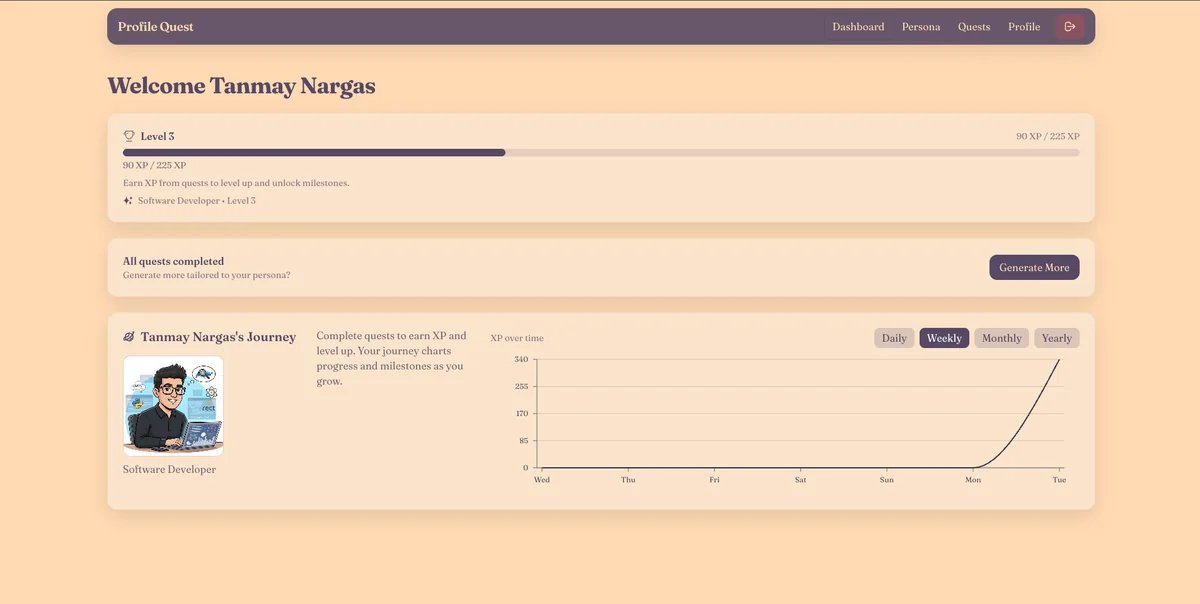 Profile Quest
Dashboard
Persona
Quests
Profile
Welcome Tanmay Nargas
Level 3
90 XP / 225 XP
90 XP / 225 XP
Earn XP from quests to level up and unlock milestones.
Software Developer • Level 3
All quests completed
Generate more tailored to your persona?
Generate More
Tanmay Nargas's Journey
Software Developer
Complete quests to earn XP and
level up. Your journey charts
progress and milestones as you
grow.
XP over time
Daily
Weekly
Monthly
Yearly
340
255
170
85
0
Wed
Thu
Fri
Sat
Sun
Mon
Tue